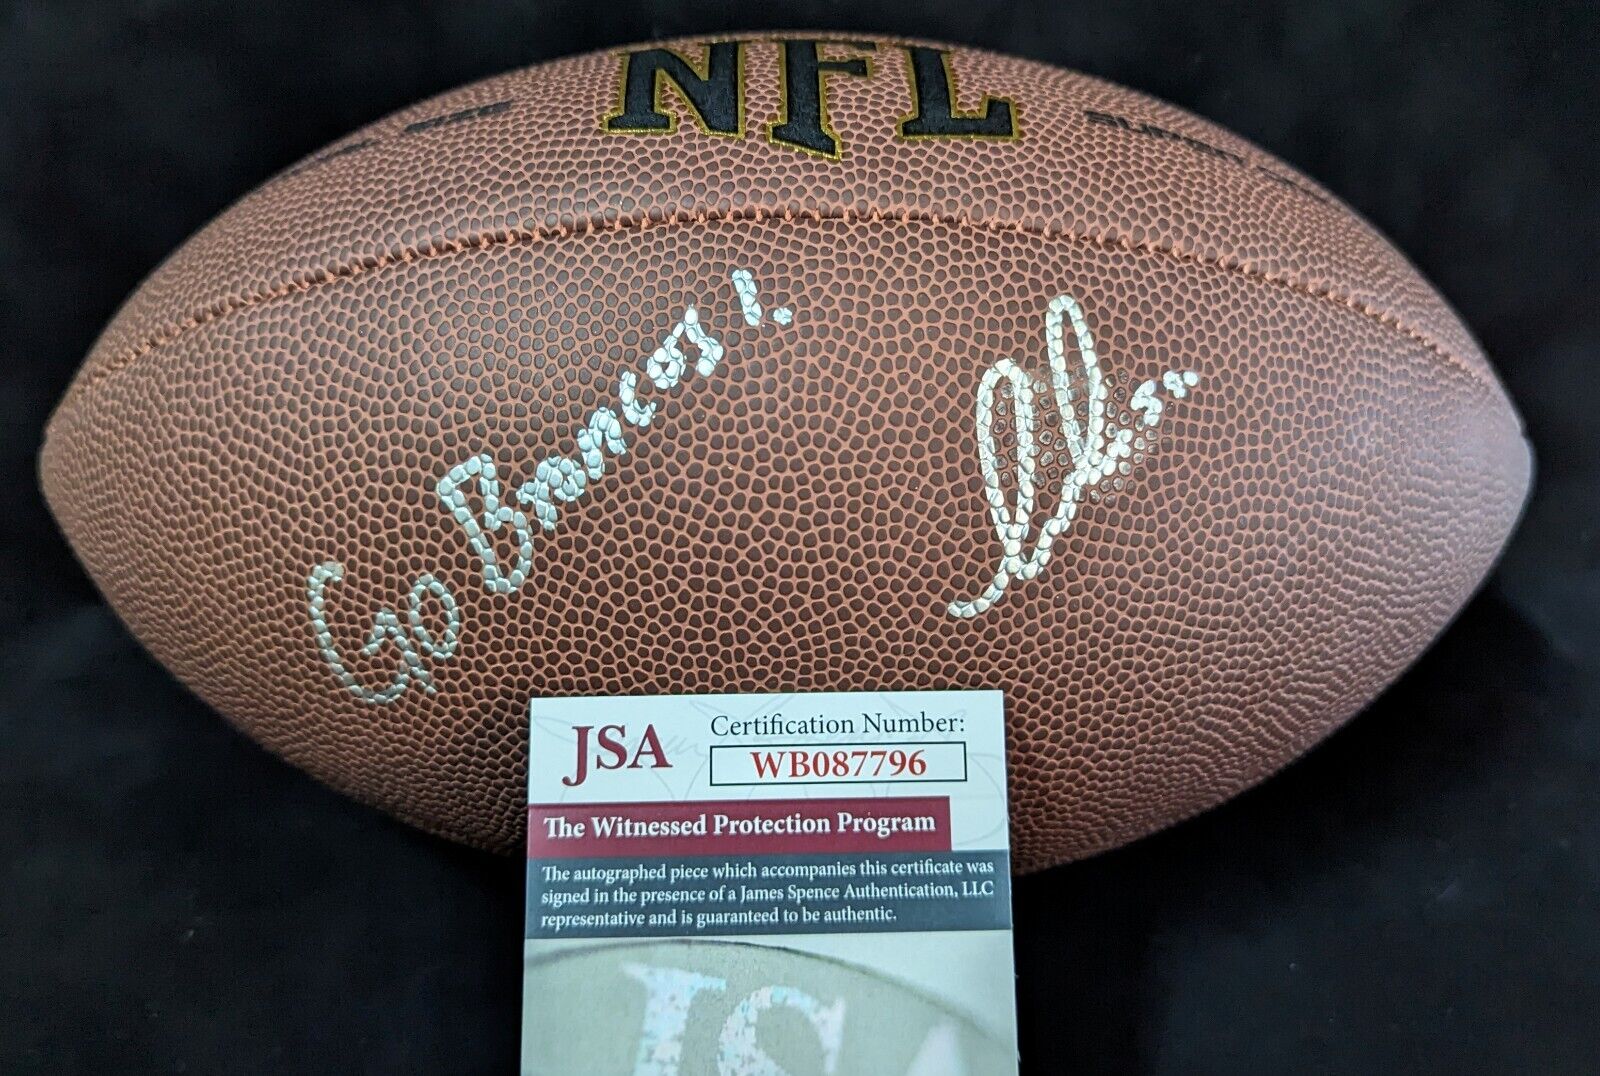 NFL
Go Broncos!
JSA
Certification Number:
WB087796
The Witnessed Protection Program
The autographed piece which accompanies this certificate was
signed in the presence of a James Spence Authentication, LLC
representative and is guaranteed to be authentic.
JSA